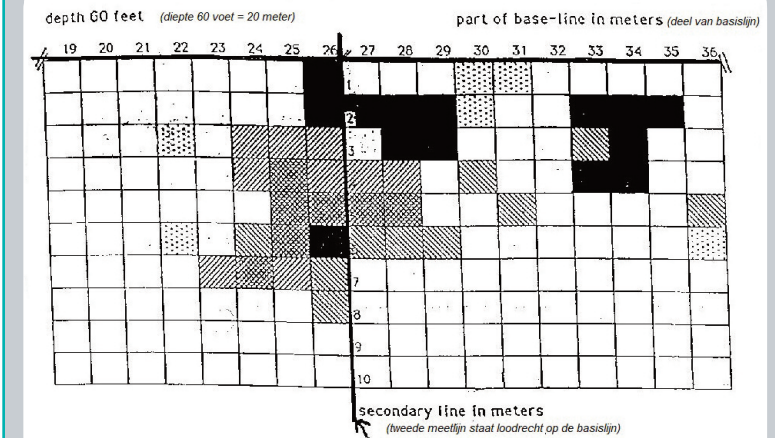 depth 60 feet (diepte 60 voet = 20 meter)
part of base-line in meters (deel van basislijn)
19 20 21 22 23 24 25 26 27 28 29 30 31 32 33 34 35 36
1
2
3
7
8
9
10
secondary line in meters
(tweede meetlijn staat loodrecht op de basislijn)